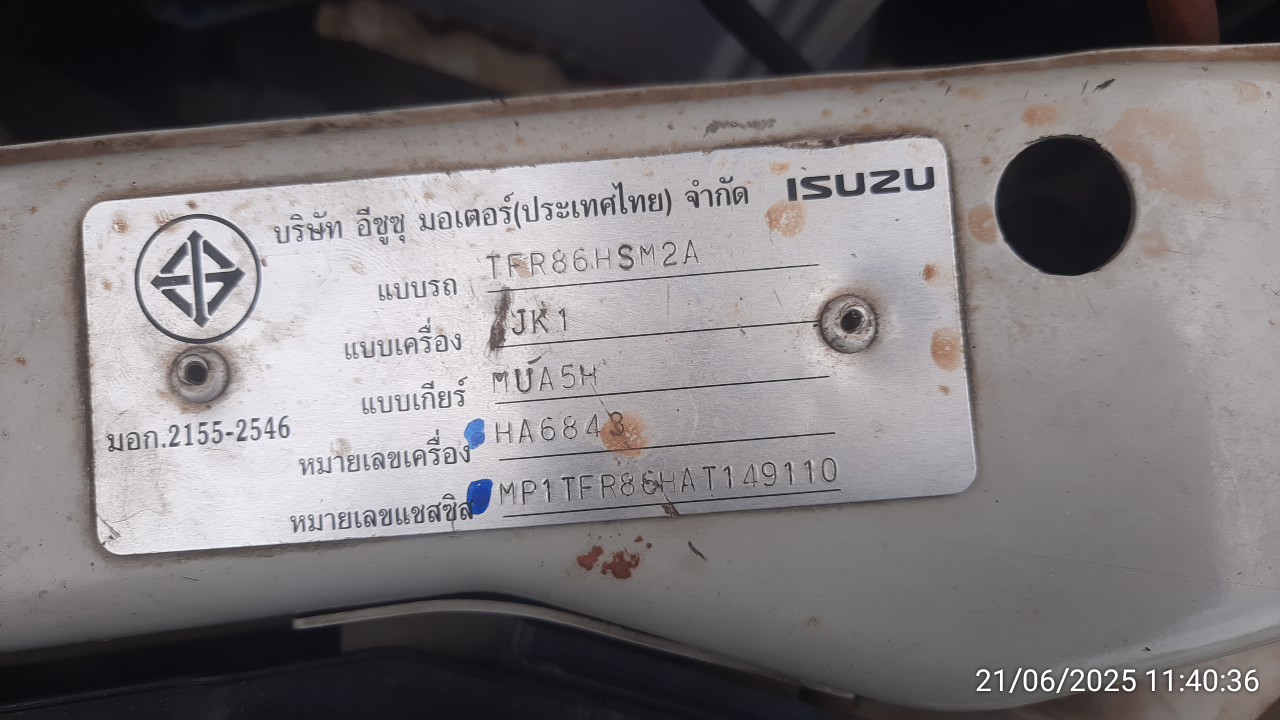 บริษัท อีซูซุ มอเตอร์(ประเทศไทย) จำกัด ISUZU
แบบรถ TFR86HSM2A
แบบเครื่อง JK1
แบบเกียร์ MUA5H
มอก.2155-2546
หมายเลขเครื่อง HA6843
หมายเลขแชสซิส MP1TFR86HAT149110
21/06/2025 11:40:36